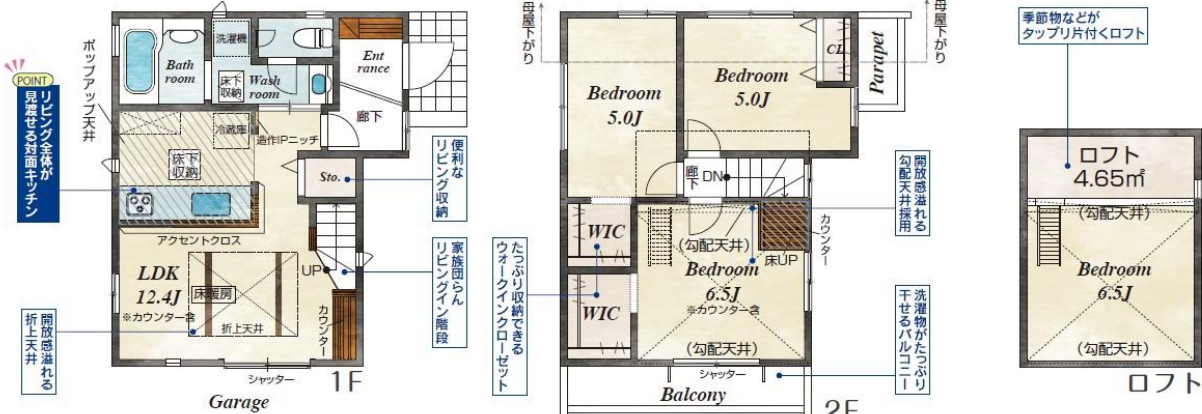 POINT
リビング全体が
見渡せる対面キッチン
ポップアップ天井
Bath
room
洗濯機
床下
収納
Wash
room
Ent
rance
廊下
冷蔵庫
造作IPニッチ
床下
収納
Sto.
便利な
リビング収納
アクセントクロス
UP
家族団らん
リビングイン階段
LDK
12.4J
※カウンター含
床暖房
折上天井
カウンター
開放感溢れる
折上天井
シャッター
1F
Garage
母屋下がり
母屋下がり
Bedroom
5.0J
Bedroom
5.0J
CL
Parapet
廊下
DN
開放感溢れる
勾配天井採用
WIC
(勾配天井)
床UP
カウンター
Bedroom
6.5J
※カウンター含
WIC
(勾配天井)
たっぷり収納できる
ウォークインクローゼット
洗濯物がたっぷり
干せるバルコニー
シャッター
Balcony
2F
季節物などが
タップリ片付くロフト
ロフト
4.65㎡
(勾配天井)
Bedroom
6.5J
(勾配天井)
ロフト